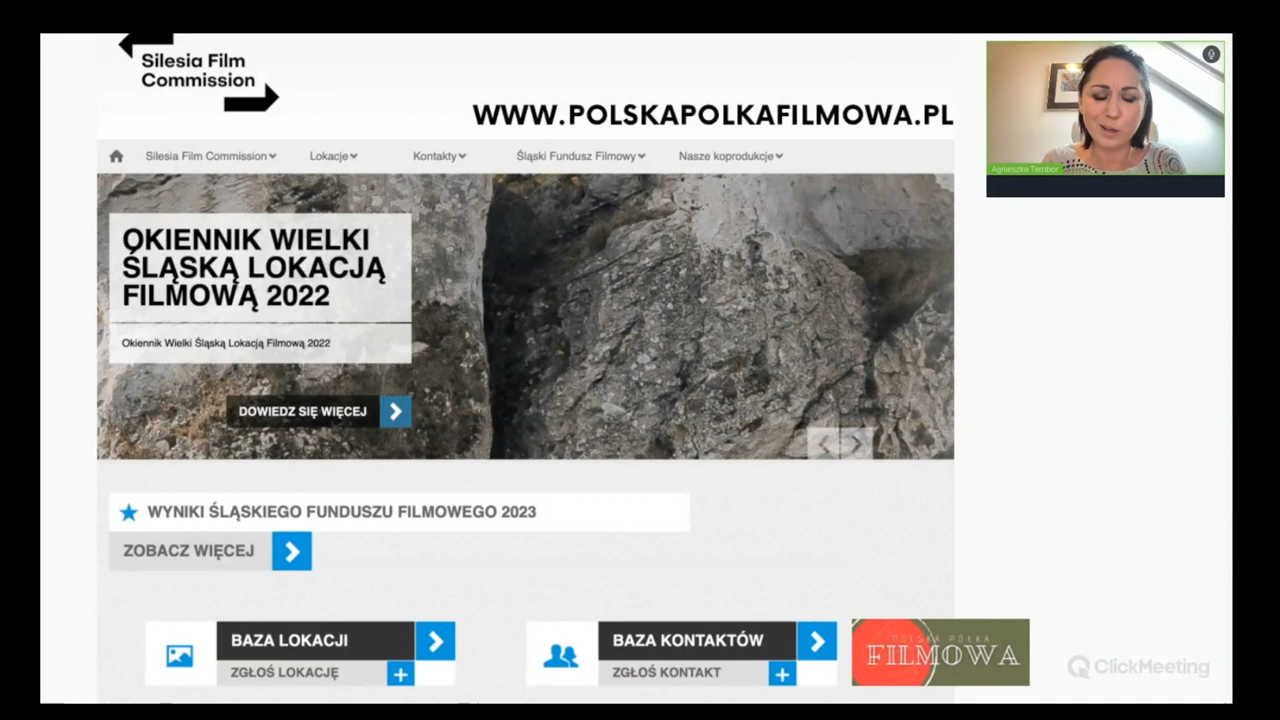 Silesia Film
Commission
WWW.POLSKAPOLKAFILMOWA.PL
Agnieszka Tambor
Silesia Film Commission Lokacje Kontakty Śląski Fundusz Filmowy Nasze koprodukcje
OKIENNIK WIELKI
ŚLĄSKĄ LOKACJĄ
FILMOWĄ 2022
Okiennik Wielki Śląską Lokacją Filmową 2022
DOWIEDZ SIĘ WIĘCEJ
WYNIKI ŚLĄSKIEGO FUNDUSZU FILMOWEGO 2023
ZOBACZ WIĘCEJ
BAZA LOKACJI
ZGŁOŚ LOKACJĘ
BAZA KONTAKTÓW
ZGŁOŚ KONTAKT
POLSKA PÓŁKA
FILMOWA
ClickMeeting